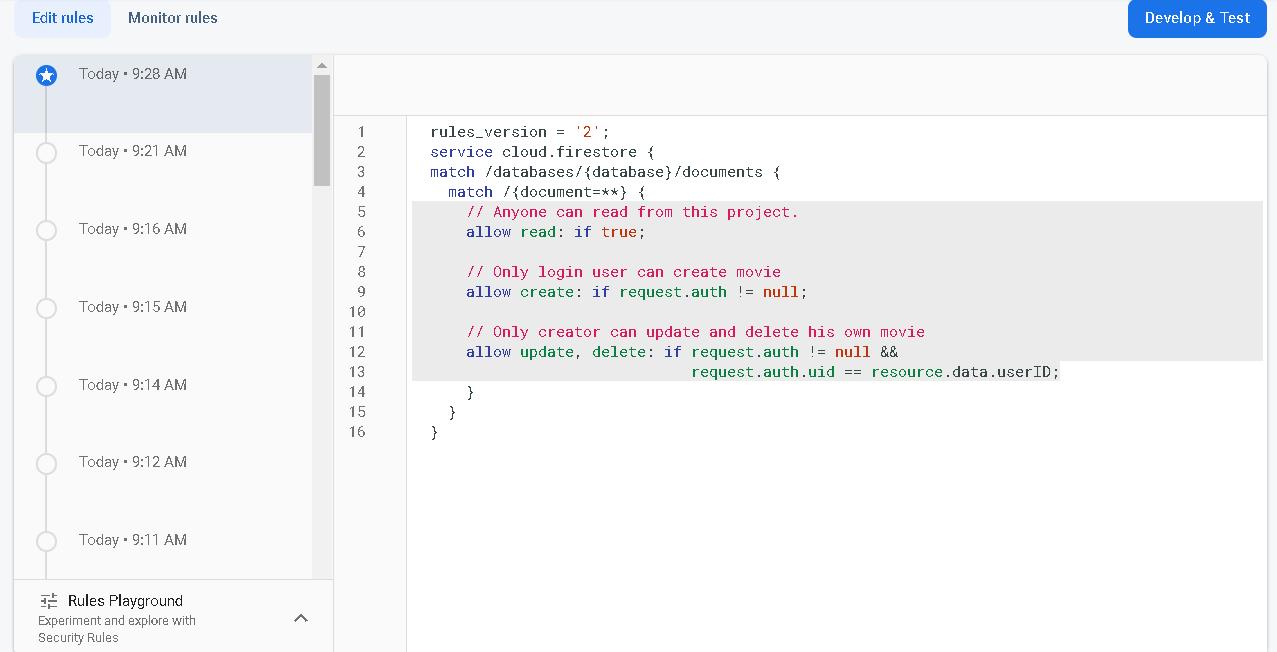 Edit rules
Monitor rules
Develop & Test
Today • 9:28 AM
Today • 9:21 AM
Today • 9:16 AM
Today • 9:15 AM
Today • 9:14 AM
Today • 9:12 AM
Today • 9:11 AM
Rules Playground
Experiment and explore with
Security Rules
1 rules_version = '2';
2 service cloud.firestore {
3 match /databases/{database}/documents {
4   match /{document=**} {
5     // Anyone can read from this project.
6     allow read: if true;
7
8     // Only login user can create movie
9     allow create: if request.auth != null;
10
11     // Only creator can update and delete his own movie
12     allow update, delete: if request.auth != null &&
13                              request.auth.uid == resource.data.userID;
14     }
15   }
16 }